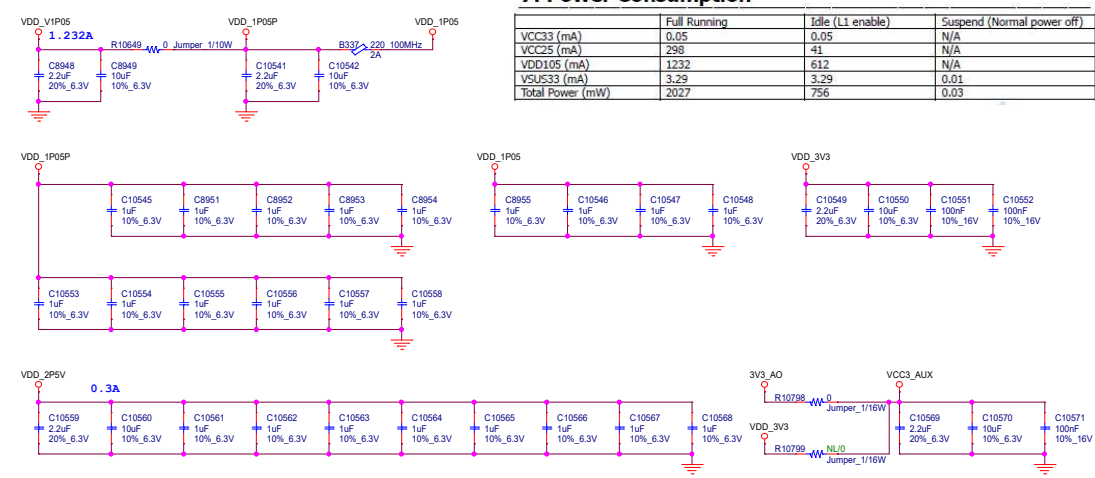 VDD_V1P05
1.232A
R10649 0 Jumper 1/10W
C8948
2.2uF
20%_6.3V
C8949
10uF
10%_6.3V
VDD_1P05P
C10541
2.2uF
20%_6.3V
C10542
10uF
10%_6.3V
B337 220_100MHz
2A
VDD_1P05
Full Running Idle (L1 enable) Suspend (Normal power off)
VCC33 (mA) 0.05 0.05 N/A
VCC25 (mA) 298 41 N/A
VDD105 (mA) 1232 612 N/A
VSUS33 (mA) 3.29 3.29 0.01
Total Power (mW) 2027 756 0.03
VDD_1P05P
C10545
1uF
10%_6.3V
C8951
1uF
10%_6.3V
C8952
1uF
10%_6.3V
C8953
1uF
10%_6.3V
C8954
1uF
10%_6.3V
VDD_1P05
C8955
1uF
10%_6.3V
C10546
1uF
10%_6.3V
C10547
1uF
10%_6.3V
C10548
1uF
10%_6.3V
VDD_3V3
C10549
2.2uF
20%_6.3V
C10550
10uF
10%_6.3V
C10551
100nF
10%_16V
C10552
100nF
10%_16V
C10553
1uF
10%_6.3V
C10554
1uF
10%_6.3V
C10555
1uF
10%_6.3V
C10556
1uF
10%_6.3V
C10557
1uF
10%_6.3V
C10558
1uF
10%_6.3V
VDD_2P5V
0.3A
C10559
2.2uF
20%_6.3V
C10560
10uF
10%_6.3V
C10561
1uF
10%_6.3V
C10562
1uF
10%_6.3V
C10563
1uF
10%_6.3V
C10564
1uF
10%_6.3V
C10565
1uF
10%_6.3V
C10566
1uF
10%_6.3V
C10567
1uF
10%_6.3V
C10568
1uF
10%_6.3V
3V3_AO
R10798 0
Jumper_1/16W
VDD_3V3
R10799 NL/0
Jumper_1/16W
VCC3_AUX
C10569
2.2uF
20%_6.3V
C10570
10uF
10%_6.3V
C10571
100nF
10%_16V